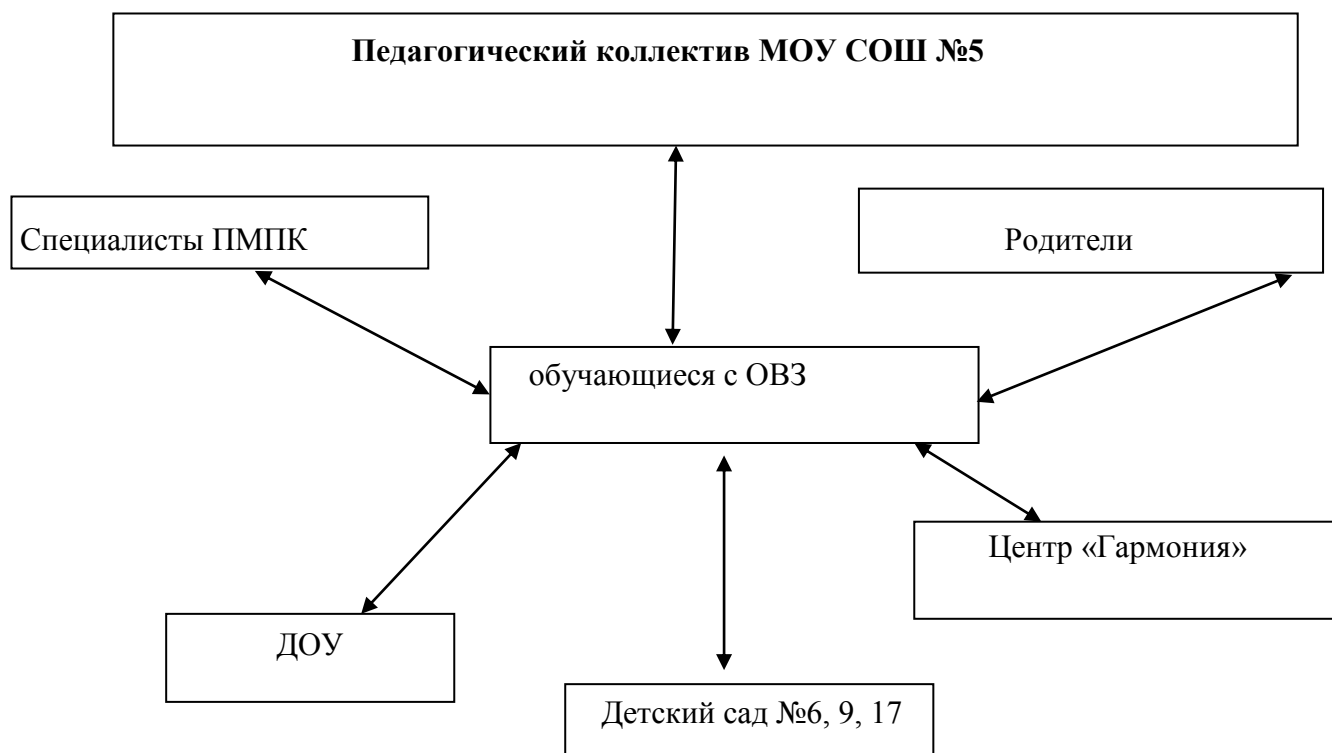 Педагогический коллектив МОУ СОШ №5
Специалисты ПМПК
Родители
обучающиеся с ОВЗ
Центр «Гармония»
ДОУ
Детский сад №6, 9, 17